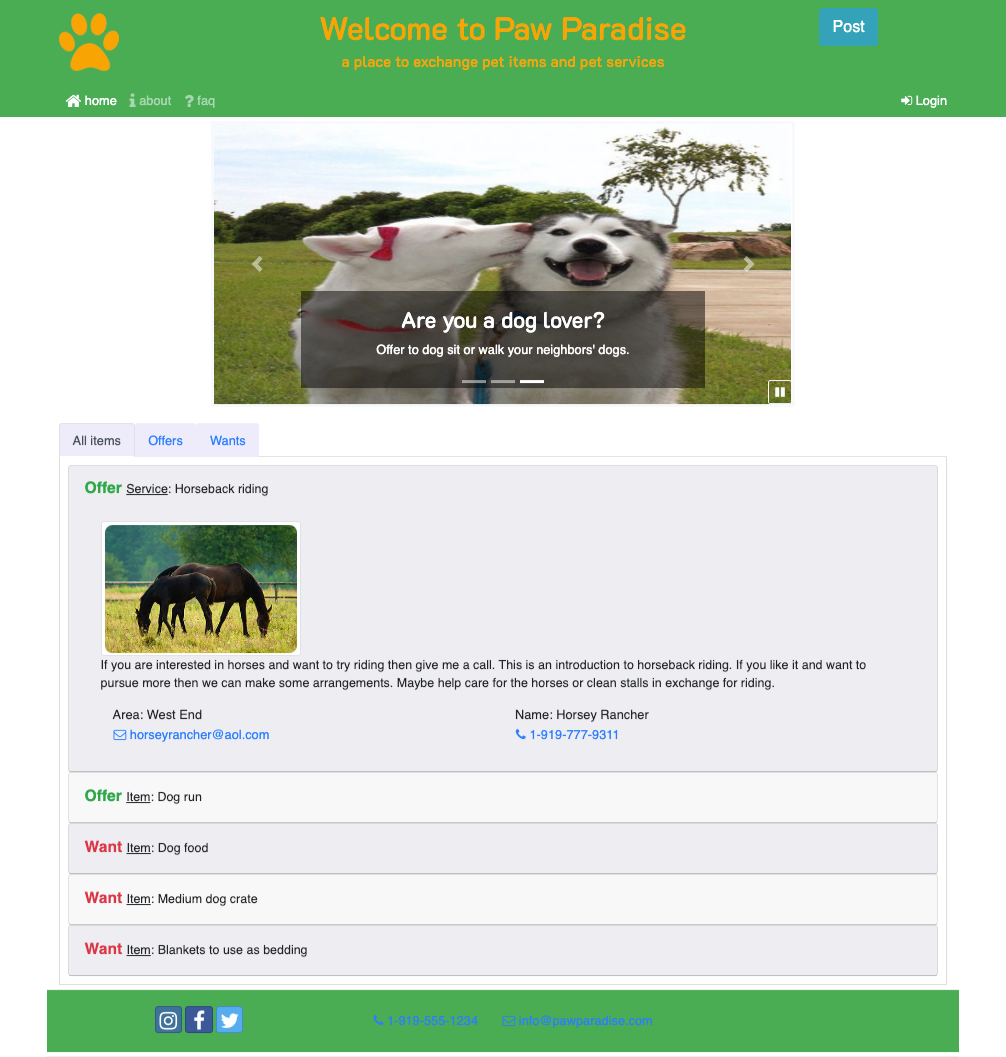 Welcome to Paw Paradise
Post
a place to exchange pet items and pet services
home about faq Login
Are you a dog lover?
Offer to dog sit or walk your neighbors' dogs.
All items Offers Wants
Offer Service: Horseback riding
If you are interested in horses and want to try riding then give me a call. This is an introduction to horseback riding. If you like it and want to
pursue more then we can make some arrangements. Maybe help care for the horses or clean stalls in exchange for riding.
Area: West End Name: Horsey Rancher
horseyrancher@aol.com 1-919-777-9311
Offer Item: Dog run
Want Item: Dog food
Want Item: Medium dog crate
Want Item: Blankets to use as bedding
1-919-555-1234 info@pawparadise.com